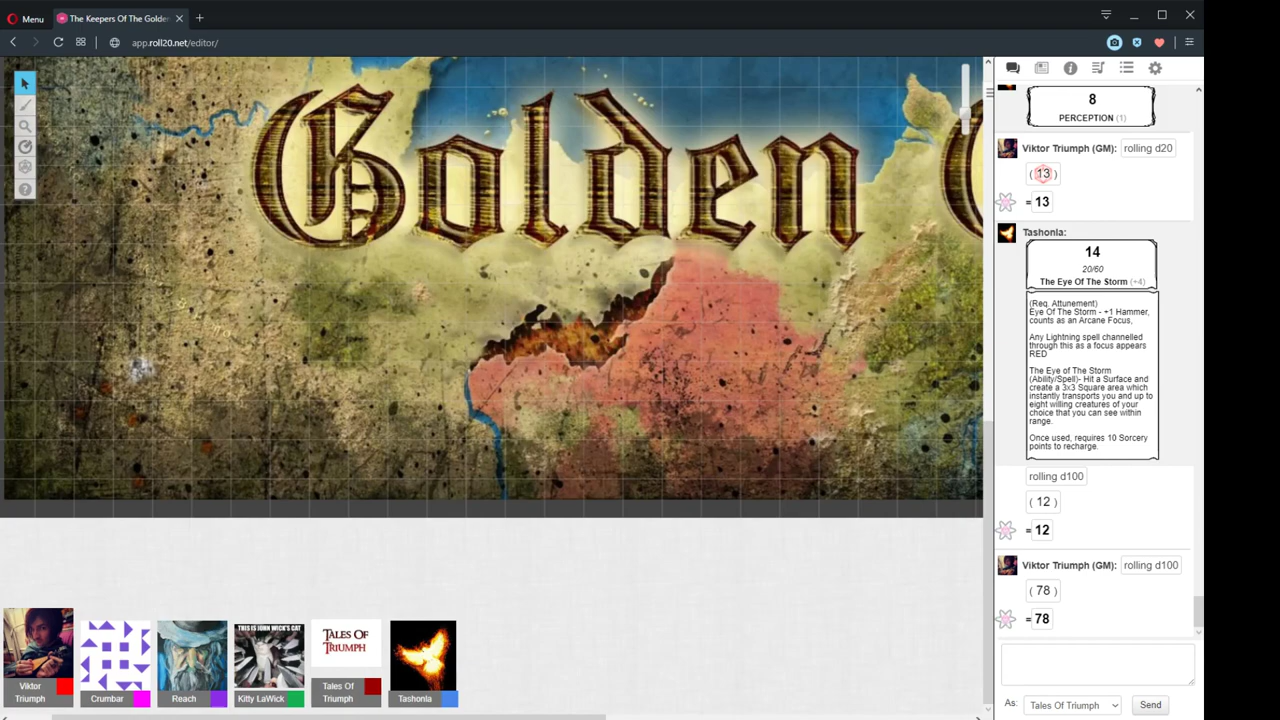 Menu
The Keepers Of The Golden
app.roll20.net/editor/
Golden
8
PERCEPTION (1)
Viktor Triumph (GM): rolling d20
( 13 )
= 13
Tashonla:
14
20/60
The Eye Of The Storm (+4)
(Req. Attunement)
Eye Of The Storm - +1 Hammer,
counts as an Arcane Focus,
Any Lightning spell channelled
through this as a focus appears
RED
The Eye of The Storm
(Ability/Spell)- Hit a Surface and
create a 3x3 Square area which
instantly transports you and up to
eight willing creatures of your
choice that you can see within
range.
Once used, requires 10 Sorcery
points to recharge.
rolling d100
( 12 )
= 12
Viktor Triumph (GM): rolling d100
( 78 )
= 78
THIS IS JOHN WICK'S CAT
TALES OF
TRIUMPH
Viktor
Triumph
Crumbar
Reach
Kitty LaWick
Tales Of
Triumph
Tashonla
As: Tales Of Triumph
Send